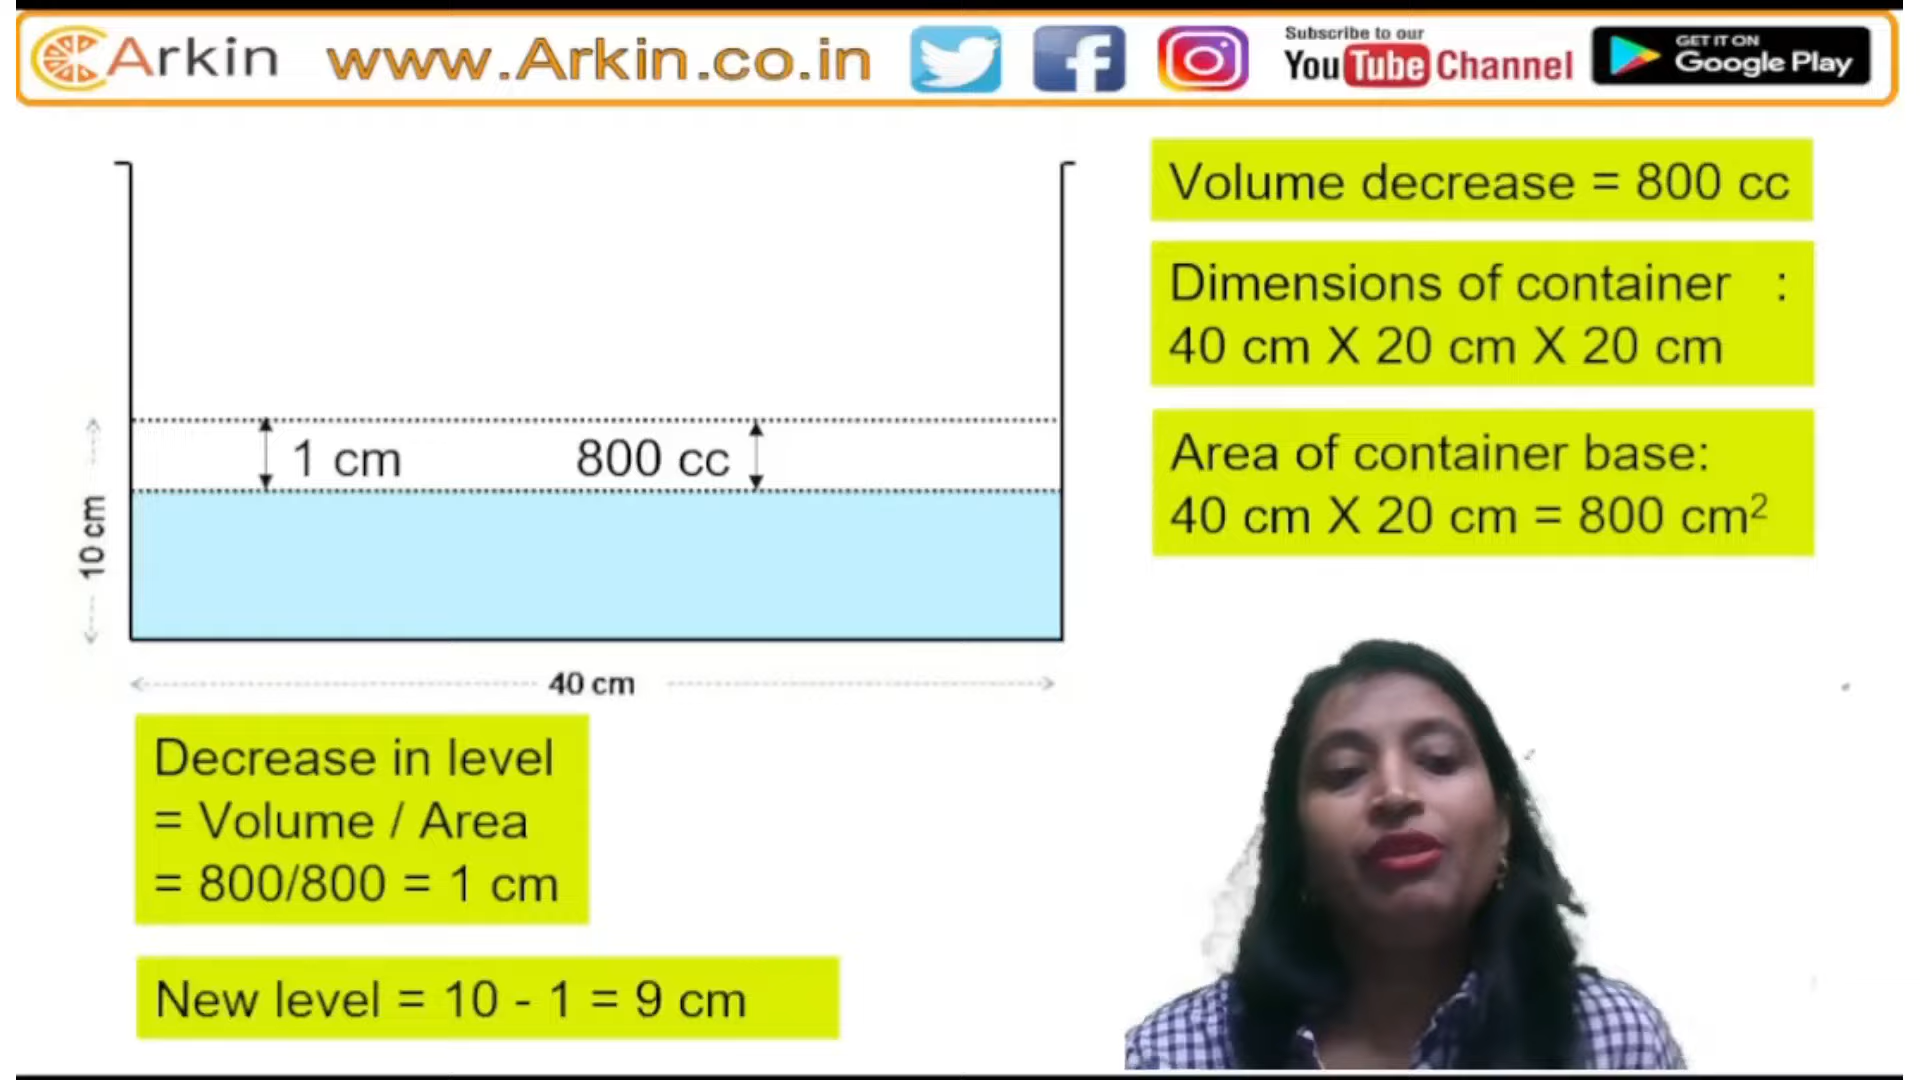 Arkin
www.Arkin.co.in
Subscribe to our
YouTube Channel
GET IT ON
Google Play
Volume decrease = 800 cc
Dimensions of container :
40 cm X 20 cm X 20 cm
Area of container base:
40 cm X 20 cm = 800 cm²
1 cm
800 cc
10 cm
40 cm
Decrease in level
= Volume / Area
= 800/800 = 1 cm
New level = 10 - 1 = 9 cm